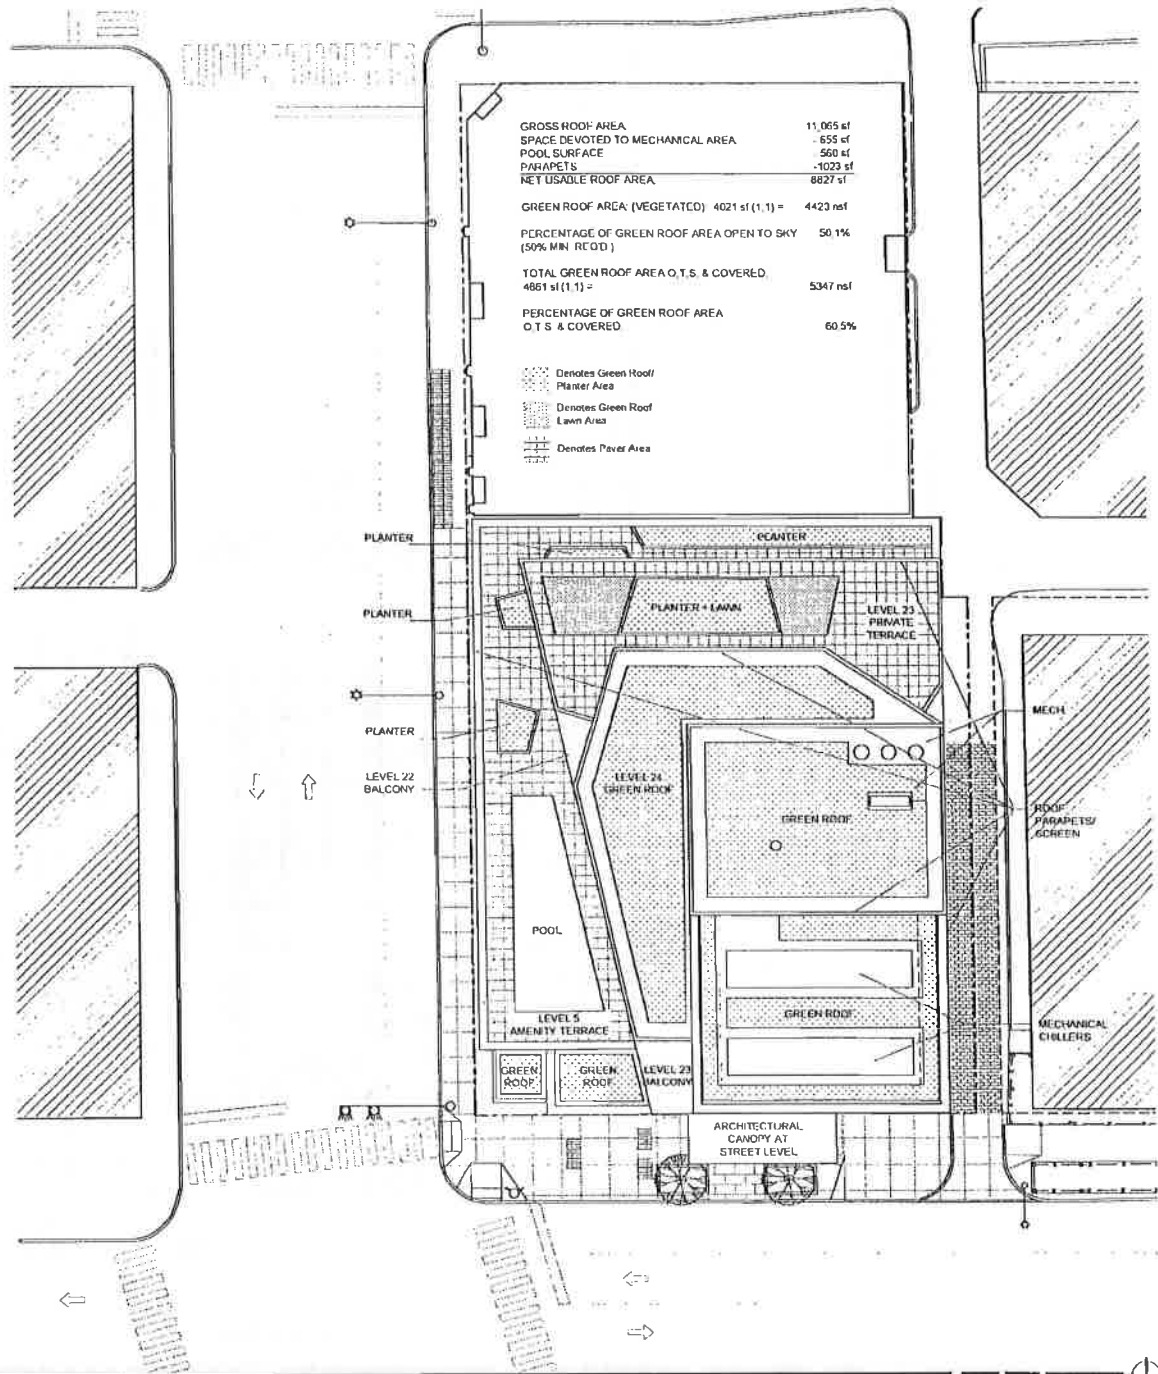 GROSS ROOF AREA 11,065 sf
SPACE DEVOTED TO MECHANICAL AREA - 655 sf
POOL SURFACE - 560 sf
PARAPETS -1023 sf
NET USABLE ROOF AREA 8827 sf
GREEN ROOF AREA: (VEGETATED) 4021 sf (1.1) = 4423 nsf
PERCENTAGE OF GREEN ROOF AREA OPEN TO SKY 50.1%
(50% MIN REQ'D )
TOTAL GREEN ROOF AREA O.T.S. & COVERED
4861 sf (1.1) = 5347 nsf
PERCENTAGE OF GREEN ROOF AREA
O.T.S & COVERED 60.5%
Denotes Green Roof/
Planter Area
Denotes Green Roof
Lawn Area
Denotes Paver Area
PLANTER
PLANTER
PLANTER
PLANTER + LAWN
LEVEL 23
PRIVATE
TERRACE
MECH.
PLANTER
LEVEL 22
BALCONY
LEVEL 24
GREEN ROOF
GREEN ROOF
ROOF
PARAPETS/
SCREEN
POOL
LEVEL 5
AMENITY TERRACE
GREEN ROOF
MECHANICAL
CHILLERS
GREEN
ROOF
GREEN
ROOF
LEVEL 23
BALCONY
ARCHITECTURAL
CANOPY AT
STREET LEVEL